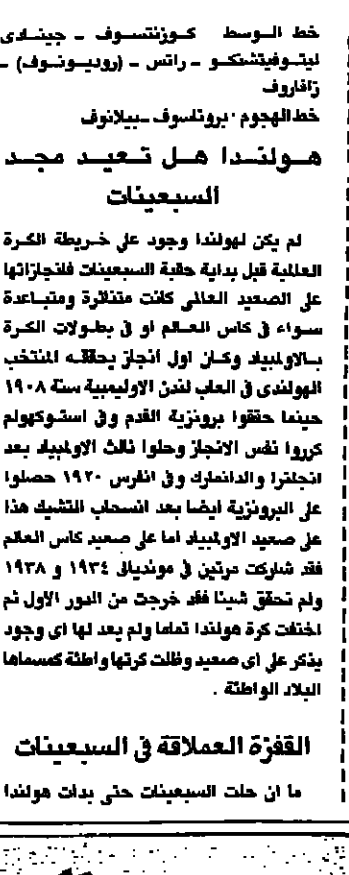 خط الوسط كوزنتسوف - جينادى
ليتوفيتشنكو - راتس - (روديونوف) -
زافاروف
خط الهجوم . بروتاسوف - بيلانوف
هولندا هل تعيد مجد
السبعينات
لم يكن لهولندا وجود على خريطة الكرة
العالمية قبل بداية حقبة السبعينات فانجازاتها
على الصعيد العالمى كانت متناثرة ومتباعدة
سواء فى كاس العالم او فى بطولات الكرة
بالاولمبياد وكان اول انجاز يحققه المنتخب
الهولندى فى العاب لندن الاوليمبية سنة ١٩٠٨
حينما حققوا برونزية القدم وفى استوكهولم
كرروا نفس الانجاز وحلوا ثالث الاولمبياد بعد
انجلترا والدانمارك وفى انفرس ١٩٢٠ حصلوا
على البرونزية ايضا بعد انسحاب التشيك هذا
على صعيد الاولمبياد اما على صعيد كاس العالم
فقد شاركت مرتين فى مونديالى ١٩٣٤ و ١٩٣٨
ولم تحقق شيئا فقد خرجت من الدور الاول ثم
اختفت كرة هولندا تماما ولم يعد لها اى وجود
يذكر على اى صعيد وظلت كرتها واطئة كمسماها
البلاد الواطئة .
القفزة العملاقة فى السبعينات
ما ان حلت السبعينات حتى بدات هولندا